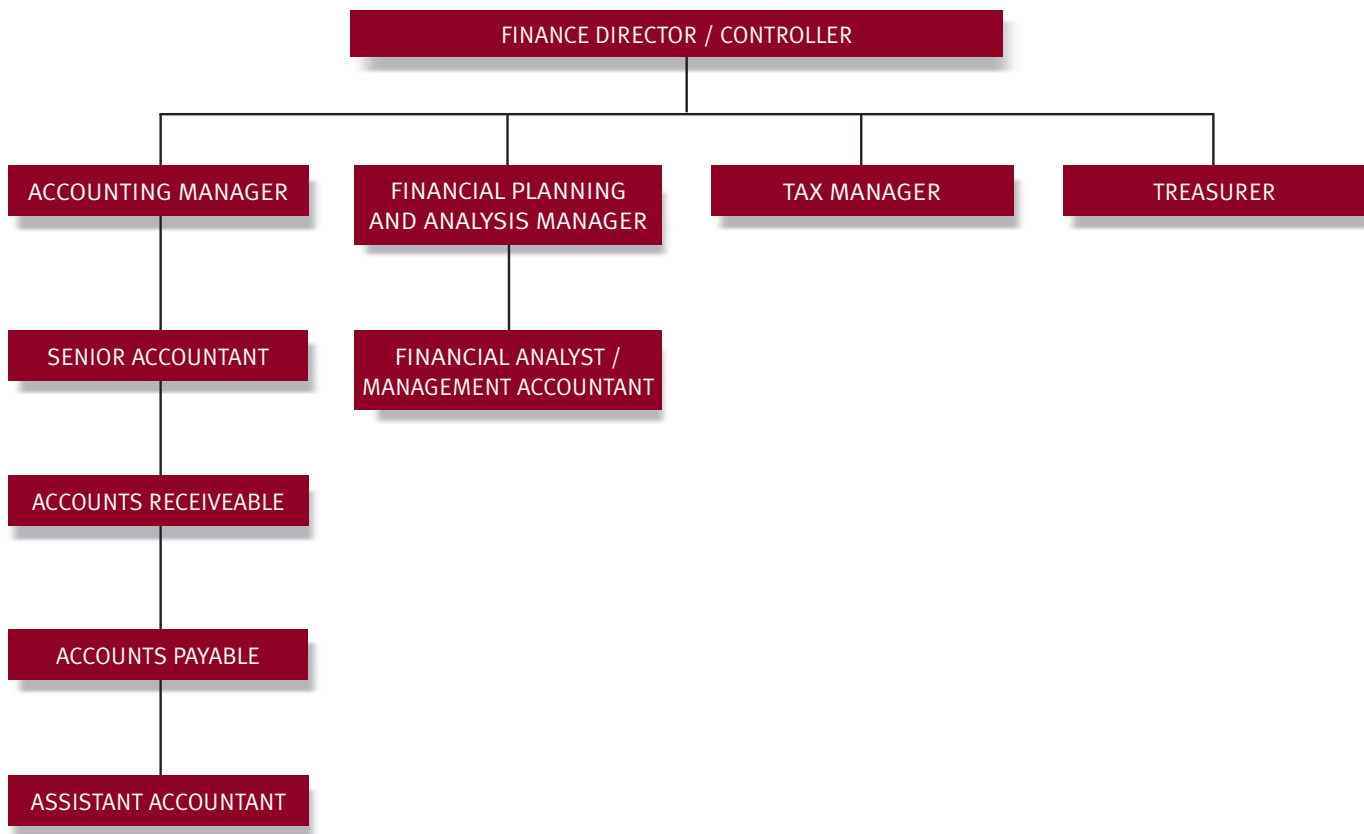 FINANCE DIRECTOR / CONTROLLER
ACCOUNTING MANAGER
FINANCIAL PLANNING
AND ANALYSIS MANAGER
TAX MANAGER
TREASURER
SENIOR ACCOUNTANT
FINANCIAL ANALYST /
MANAGEMENT ACCOUNTANT
ACCOUNTS RECEIVEABLE
ACCOUNTS PAYABLE
ASSISTANT ACCOUNTANT